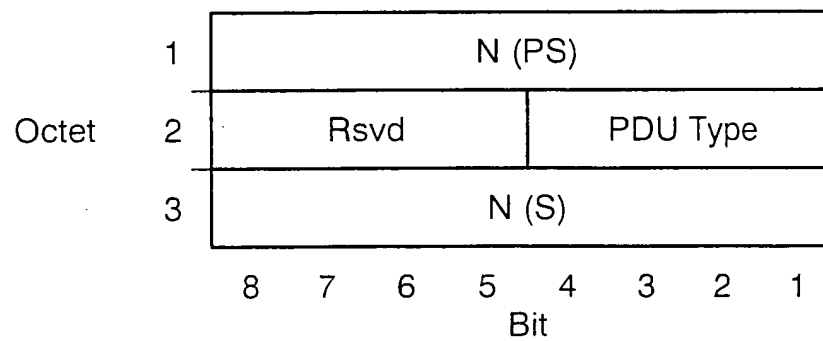 1 N (PS)
Octet 2 Rsvd PDU Type
3 N (S)
8 7 6 5 4 3 2 1
Bit